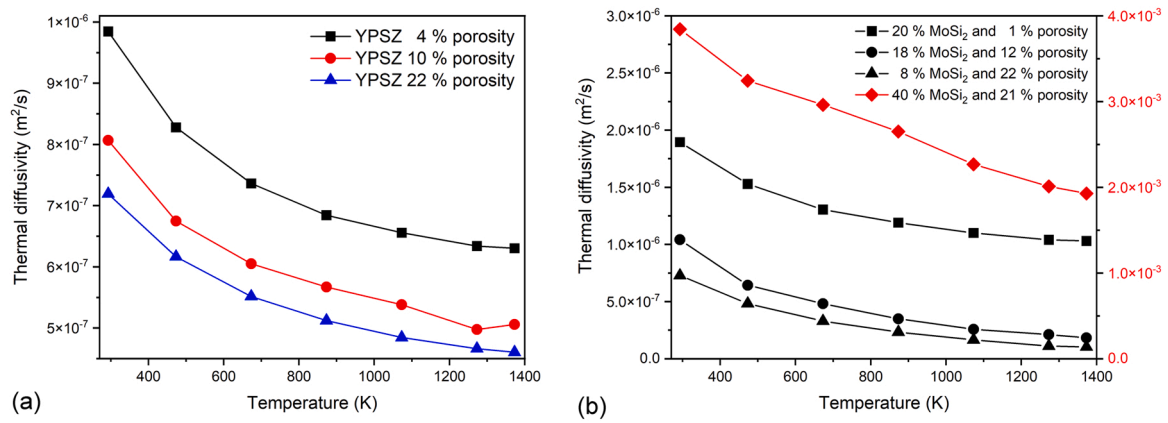 1×10⁻⁶
9×10⁻⁷
8×10⁻⁷
7×10⁻⁷
6×10⁻⁷
5×10⁻⁷
Thermal diffusivity (m²/s)
YPSZ 4 % porosity
YPSZ 10 % porosity
YPSZ 22 % porosity
400 600 800 1000 1200 1400
Temperature (K)
(a)
3.0×10⁻⁶
2.5×10⁻⁶
2.0×10⁻⁶
1.5×10⁻⁶
1.0×10⁻⁶
5.0×10⁻⁷
0.0
Thermal diffusivity (m²/s)
20 % MoSi₂ and 1 % porosity
18 % MoSi₂ and 12 % porosity
8 % MoSi₂ and 22 % porosity
40 % MoSi₂ and 21 % porosity
4.0×10⁻³
3.0×10⁻³
2.0×10⁻³
1.0×10⁻³
0.0
400 600 800 1000 1200 1400
Temperature (K)
(b)